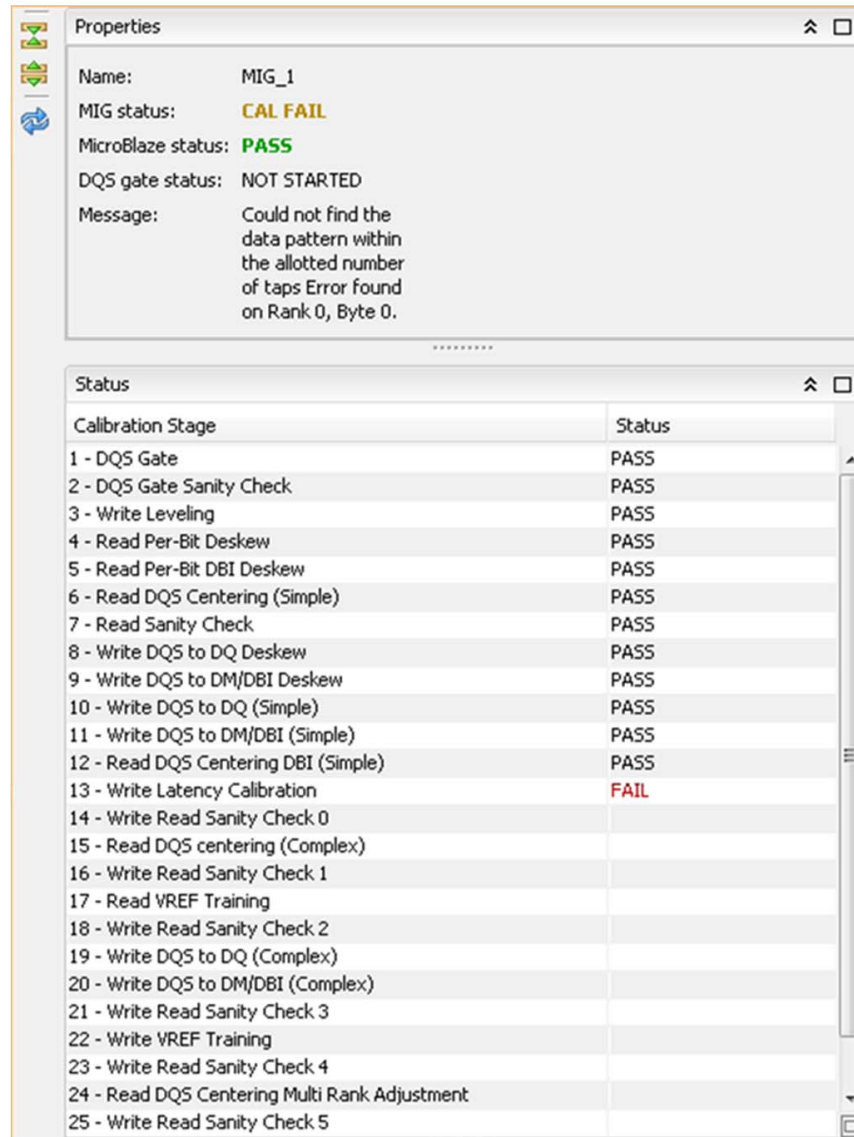 Properties
Name: MIG_1
MIG status: CAL FAIL
MicroBlaze status: PASS
DQS gate status: NOT STARTED
Message: Could not find the
data pattern within
the allotted number
of taps Error found
on Rank 0, Byte 0.
Status
Calibration Stage Status
1 - DQS Gate PASS
2 - DQS Gate Sanity Check PASS
3 - Write Leveling PASS
4 - Read Per-Bit Deskew PASS
5 - Read Per-Bit DBI Deskew PASS
6 - Read DQS Centering (Simple) PASS
7 - Read Sanity Check PASS
8 - Write DQS to DQ Deskew PASS
9 - Write DQS to DM/DBI Deskew PASS
10 - Write DQS to DQ (Simple) PASS
11 - Write DQS to DM/DBI (Simple) PASS
12 - Read DQS Centering DBI (Simple) PASS
13 - Write Latency Calibration FAIL
14 - Write Read Sanity Check 0
15 - Read DQS centering (Complex)
16 - Write Read Sanity Check 1
17 - Read VREF Training
18 - Write Read Sanity Check 2
19 - Write DQS to DQ (Complex)
20 - Write DQS to DM/DBI (Complex)
21 - Write Read Sanity Check 3
22 - Write VREF Training
23 - Write Read Sanity Check 4
24 - Read DQS Centering Multi Rank Adjustment
25 - Write Read Sanity Check 5